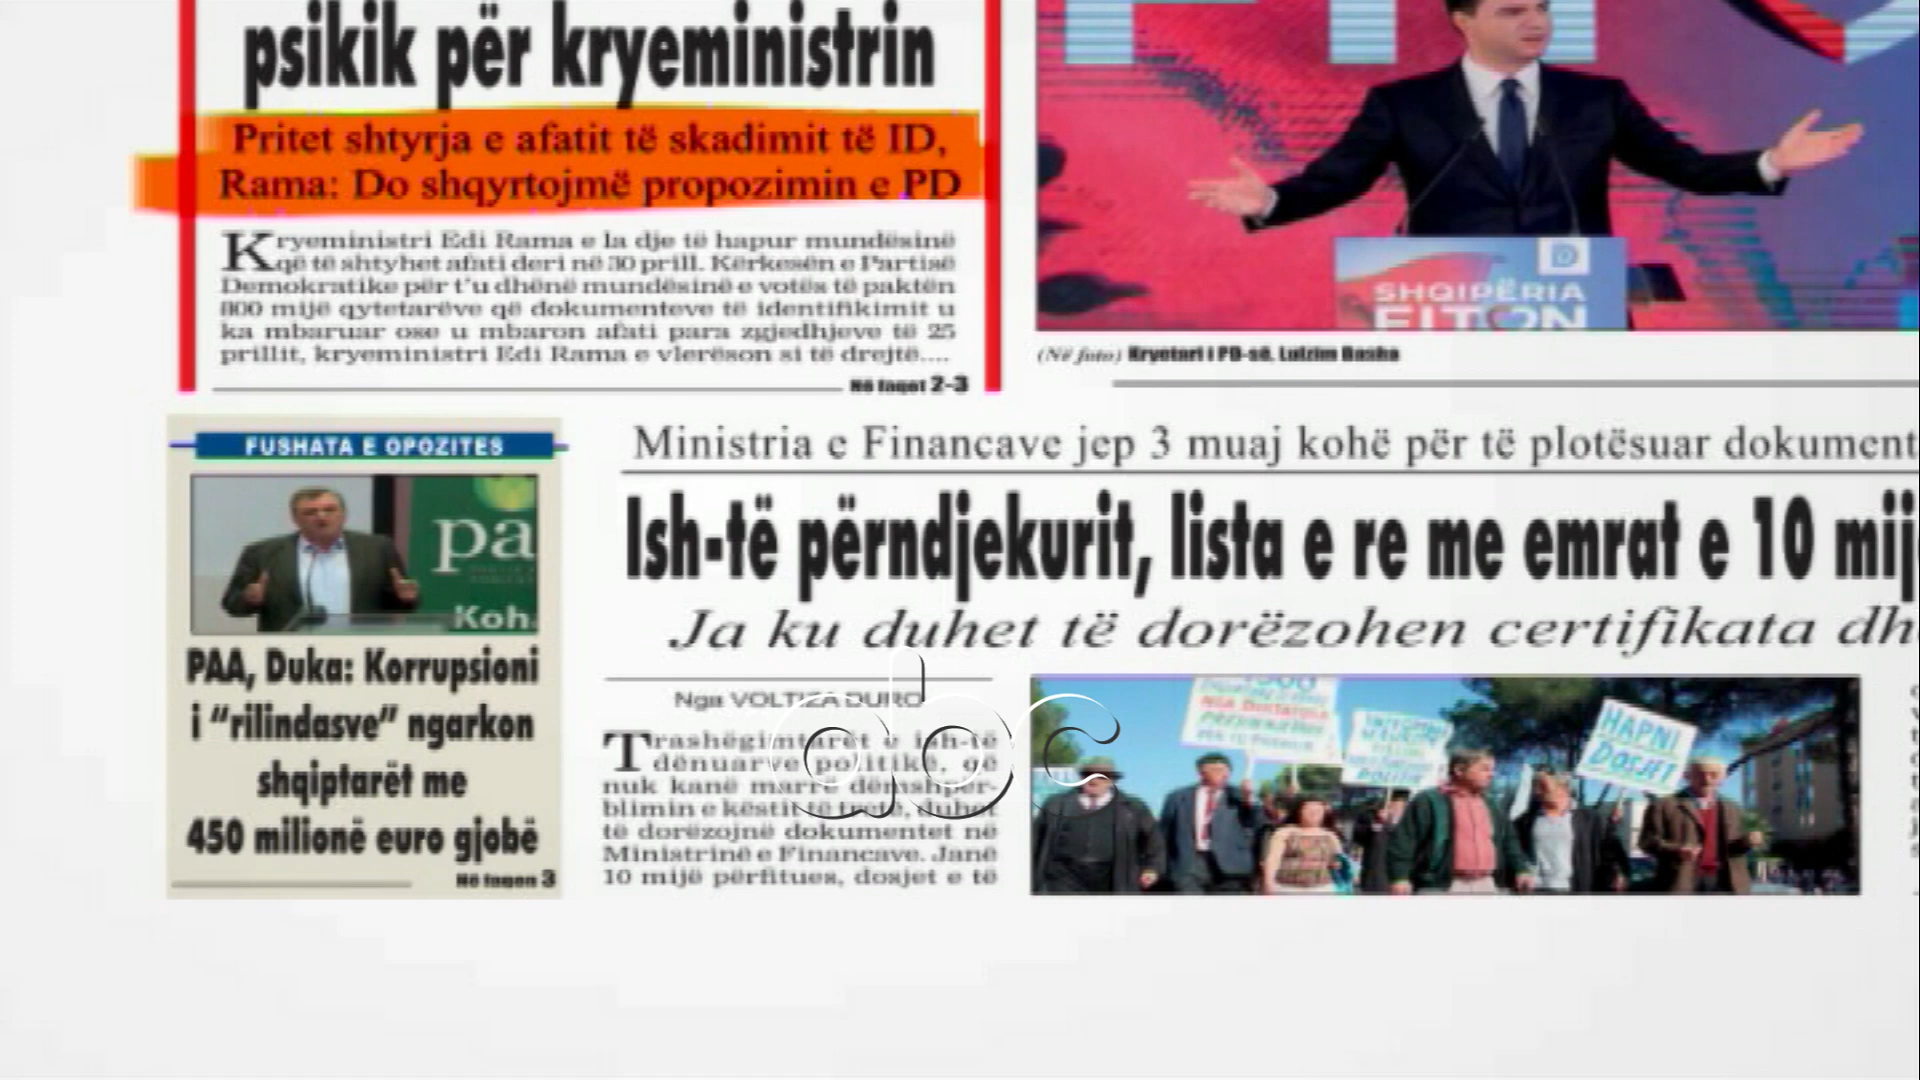 psikik për kryeministrin
Pritet shtyrja e afatit të skadimit të ID,
Rama: Do shqyrtojmë propozimin e PD
Kryeministri Edi Rama e la dje të hapur mundësinë
që të shtyhet afati deri në 30 prill. Kërkesën e Partisë
Demokratike për t'u dhënë mundësinë e votës të paktën
800 mijë qytetarëve që dokumenteve të identifikimit u
ka mbaruar ose u mbaron afati para zgjedhjeve të 25
prillit, kryeministri Edi Rama e vlerëson si të drejtë....
Në faqet 2-3
SHQIPËRIA
FITON
(Në foto) Kryetari i PD-së, Lulzim Basha
FUSHATA E OPOZITES
pa
Koh
PAA, Duka: Korrupsioni
i "rilindasve" ngarkon
shqiptarët me
450 milionë euro gjobë
Në faqen 3
Ministria e Financave jep 3 muaj kohë për të plotësuar dokument
Ish-të përndjekurit, lista e re me emrat e 10 mij
Ja ku duhet të dorëzohen certifikata dh
Nga VOLTIZA DURO
Trashëgimtarët e ish-të
dënuarve politikë, që
nuk kanë marrë dëmshpër-
blimin e këstit të tretë, duhet
të dorëzojnë dokumentet në
Ministrinë e Financave. Janë
10 mijë përfitues, dosjet e të
abc
HAPNI
DOSJET